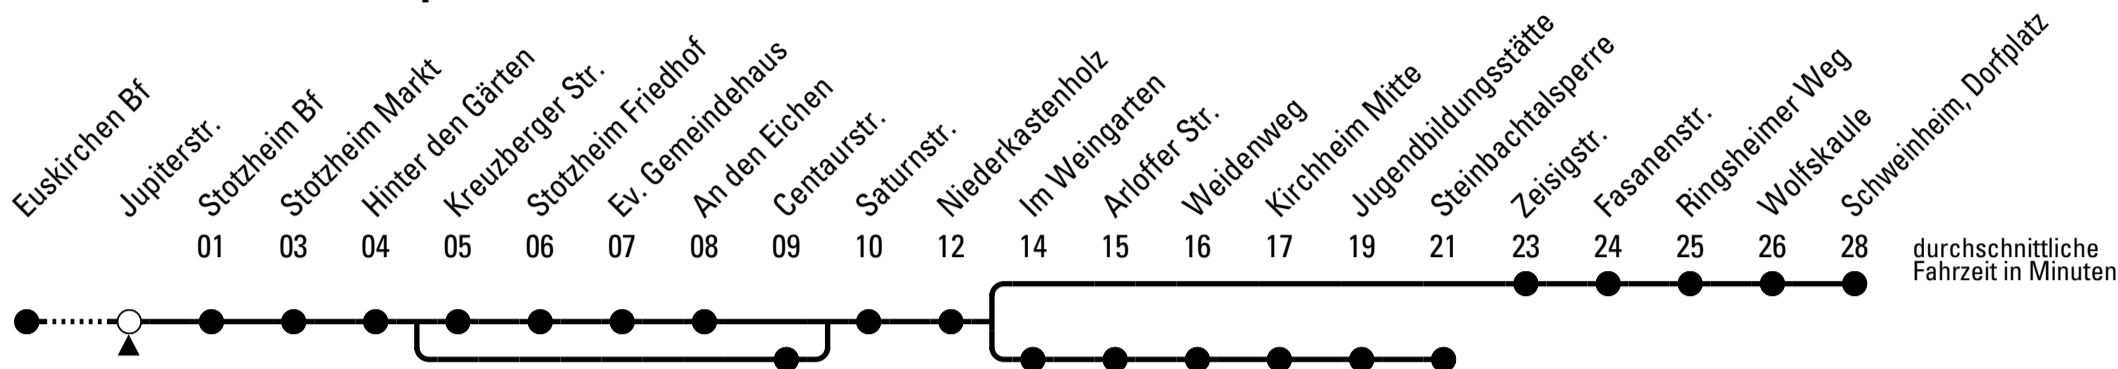 Euskirchen Bf
Jupiterstr.
Stotzheim Bf
Stotzheim Markt
Hinter den Gärten
Kreuzberger Str.
Stotzheim Friedhof
Ev. Gemeindehaus
An den Eichen
Centaurstr.
Saturnstr.
Niederkastenholz
Im Weingarten
Arloffer Str.
Weidenweg
Kirchheim Mitte
Jugendbildungsstätte
Steinbachtalsperre
Zeisigstr.
Fasanenstr.
Ringsheimer Weg
Wolfskaule
Schweinheim, Dorfplatz
01 03 04 05 06 07 08 09 10 12 14 15 16 17 19 21 23 24 25 26 28
durchschnittliche
Fahrzeit in Minuten